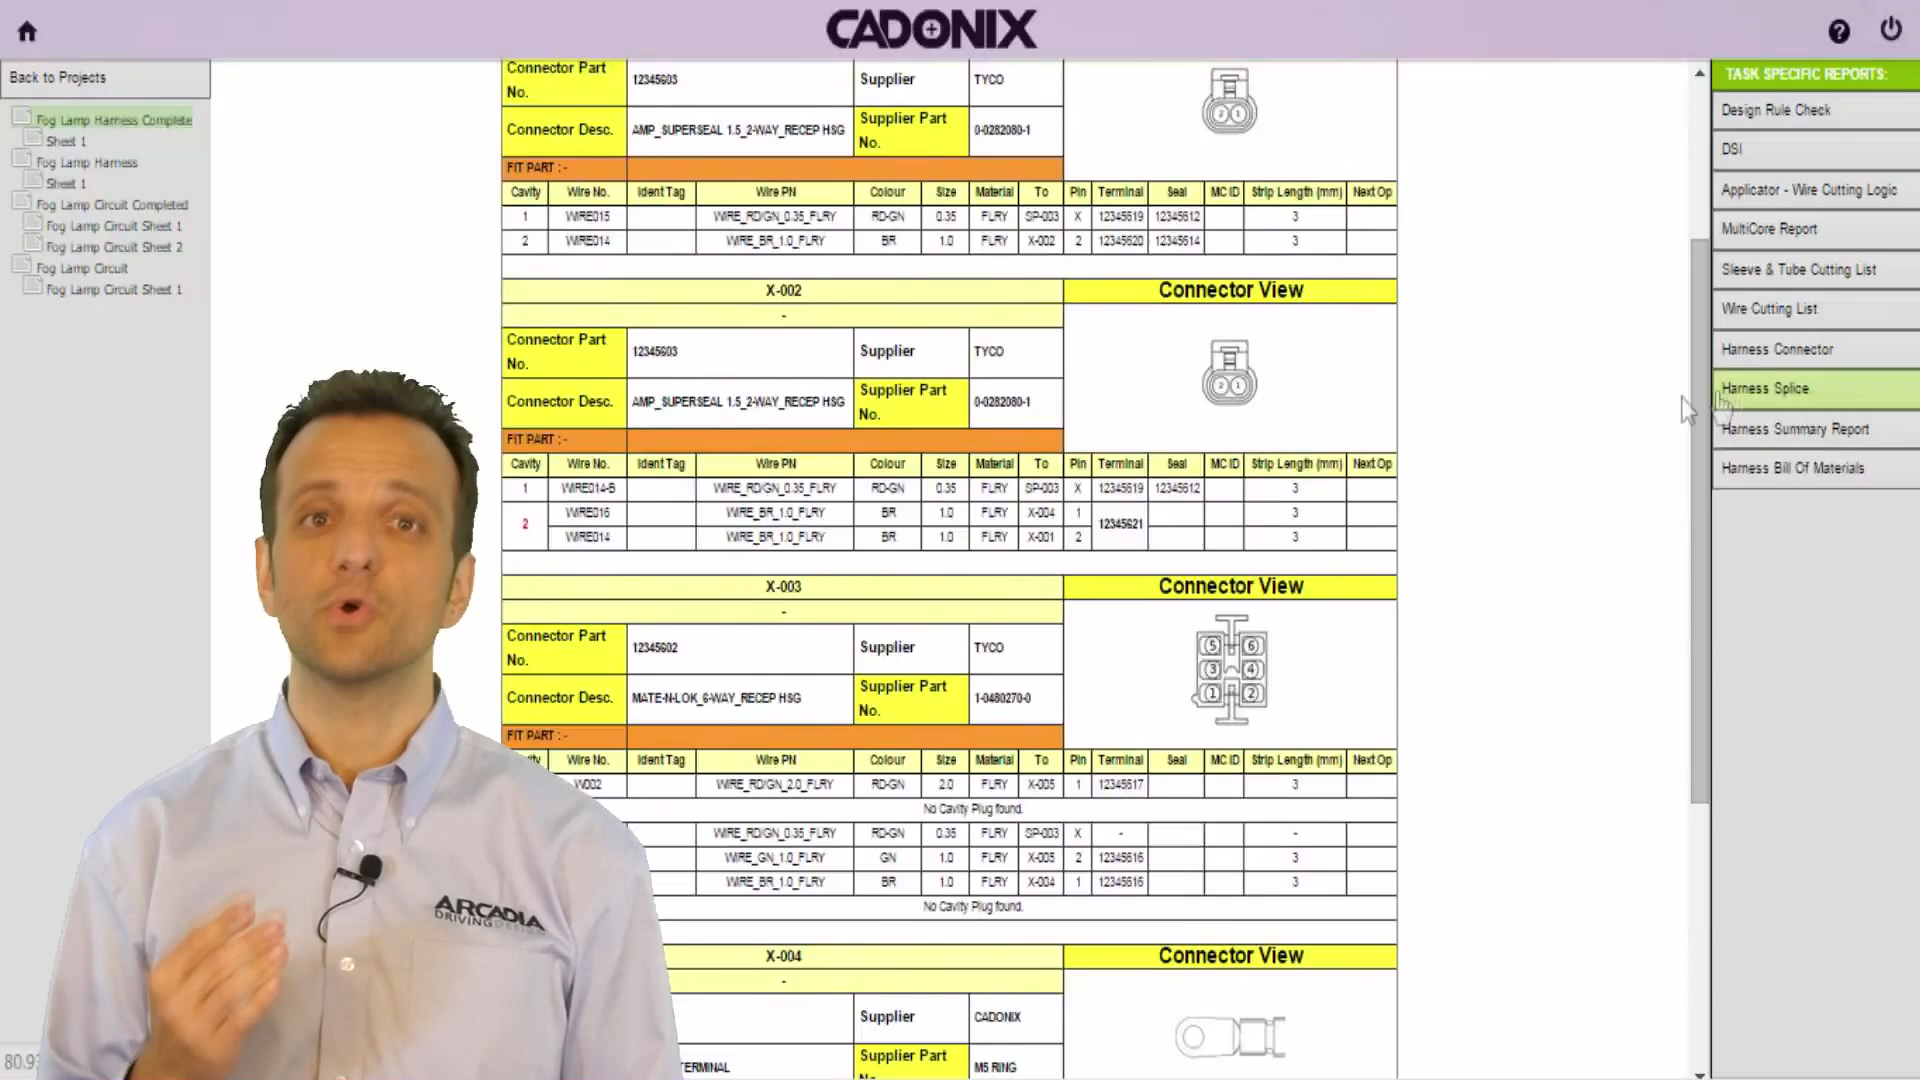 CADONIX
Back to Projects
Fog Lamp Harness Complete
Sheet 1
Fog Lamp Harness
Sheet 1
Fog Lamp Circuit Completed
Fog Lamp Circuit Sheet 1
Fog Lamp Circuit Sheet 2
Fog Lamp Circuit
Fog Lamp Circuit Sheet 1
Connector Part No. 12345603 Supplier TYCO
Connector Desc. AMP_SUPERSEAL 1.5_2-WAY_RECEP HSG Supplier Part No. 0-0282080-1
2 1
FIT PART : -
Cavity Wire No. Ident Tag Wire PN Colour Size Material To Pin Terminal Seal MC ID Strip Length (mm) Next Op
1 WIRE015 WIRE_RD/GN_0.35_FLRY RD-GN 0.35 FLRY SP-003 X 12345619 12345612 3
2 WIRE014 WIRE_BR_1.0_FLRY BR 1.0 FLRY X-002 2 12345620 12345614 3
X-002 Connector View
-
Connector Part No. 12345603 Supplier TYCO
Connector Desc. AMP_SUPERSEAL 1.5_2-WAY_RECEP HSG Supplier Part No. 0-0282080-1
2 1
FIT PART : -
Cavity Wire No. Ident Tag Wire PN Colour Size Material To Pin Terminal Seal MC ID Strip Length (mm) Next Op
1 WIRE014-B WIRE_RD/GN_0.35_FLRY RD-GN 0.35 FLRY SP-003 X 12345619 12345612 3
2 WIRE016 WIRE_BR_1.0_FLRY BR 1.0 FLRY X-004 1 12345621 3
WIRE014 WIRE_BR_1.0_FLRY BR 1.0 FLRY X-001 2 3
X-003 Connector View
-
Connector Part No. 12345602 Supplier TYCO
Connector Desc. MATE-N-LOK_6-WAY_RECEP HSG Supplier Part No. 1-0480270-0
5 6
3 4
1 2
FIT PART : -
Wire No. Ident Tag Wire PN Colour Size Material To Pin Terminal Seal MC ID Strip Length (mm) Next Op
W002 WIRE_RD/GN_2.0_FLRY RD-GN 2.0 FLRY X-005 1 12345617 3
No Cavity Plug found.
WIRE_RD/GN_0.35_FLRY RD-GN 0.35 FLRY SP-003 X - -
WIRE_GN_1.0_FLRY GN 1.0 FLRY X-005 2 12345616 3
WIRE_BR_1.0_FLRY BR 1.0 FLRY X-004 1 12345616 3
No Cavity Plug found.
X-004 Connector View
-
Supplier CADONIX
TERMINAL Supplier Part M5 RING
TASK SPECIFIC REPORTS:
Design Rule Check
DSI
Applicator - Wire Cutting Logic
MultiCore Report
Sleeve & Tube Cutting List
Wire Cutting List
Harness Connector
Harness Splice
Harness Summary Report
Harness Bill Of Materials
ARCADIA
DRIVING DESIGN